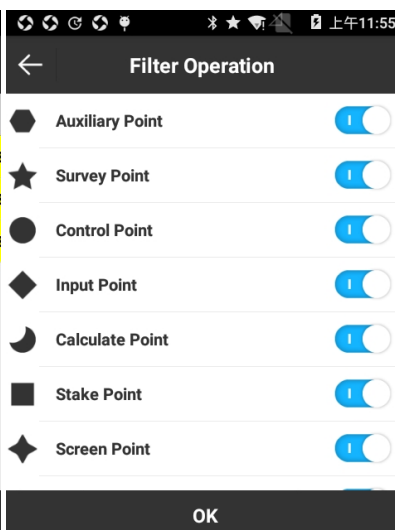 上午11:55
Filter Operation
Auxiliary Point
Survey Point
Control Point
Input Point
Calculate Point
Stake Point
Screen Point
OK